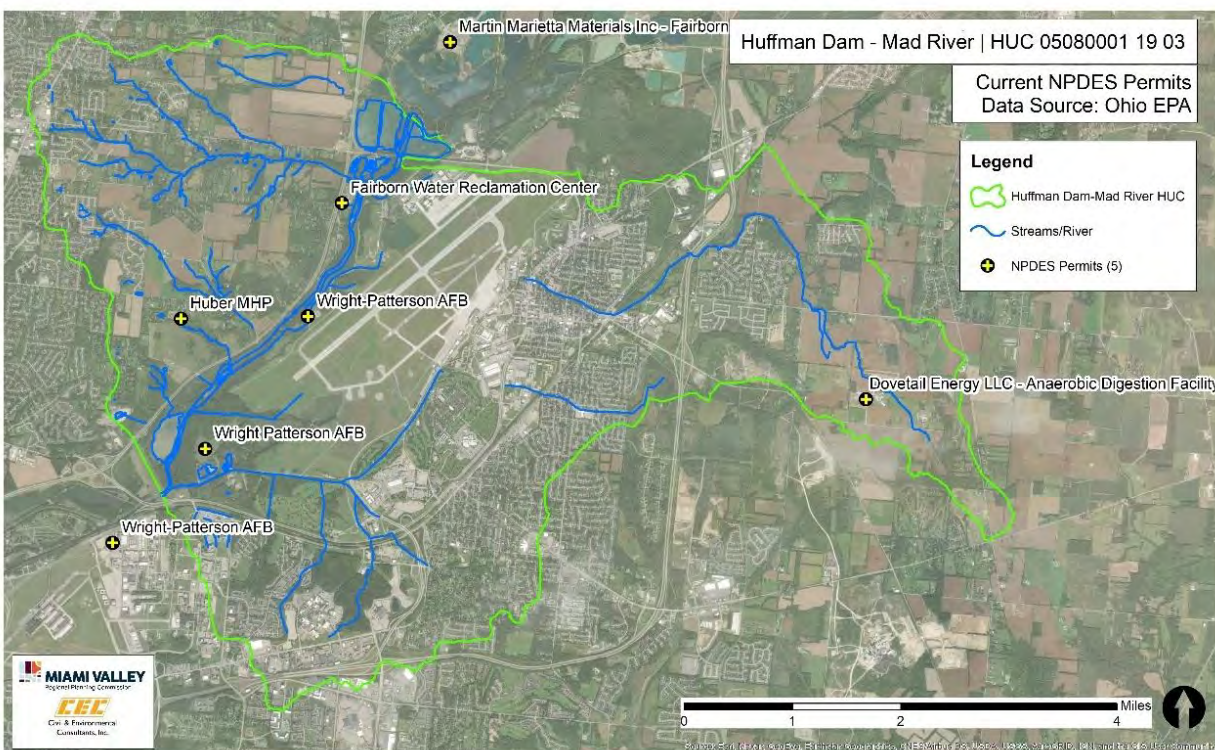 Martin Marietta Materials Inc - Fairborn
Huffman Dam - Mad River | HUC 05080001 19 03
Current NPDES Permits
Data Source: Ohio EPA
Legend
Huffman Dam-Mad River HUC
Streams/River
NPDES Permits (5)
Fairborn Water Reclamation Center
Huber MHP
Wright-Patterson AFB
Dovetail Energy LLC - Anaerobic Digestion Facility
Wright Patterson AFB
Wright-Patterson AFB
MIAMI VALLEY
Regional Planning Commission
CEC
Civil & Environmental
Consultants, Inc.
Miles
0 1 2 4